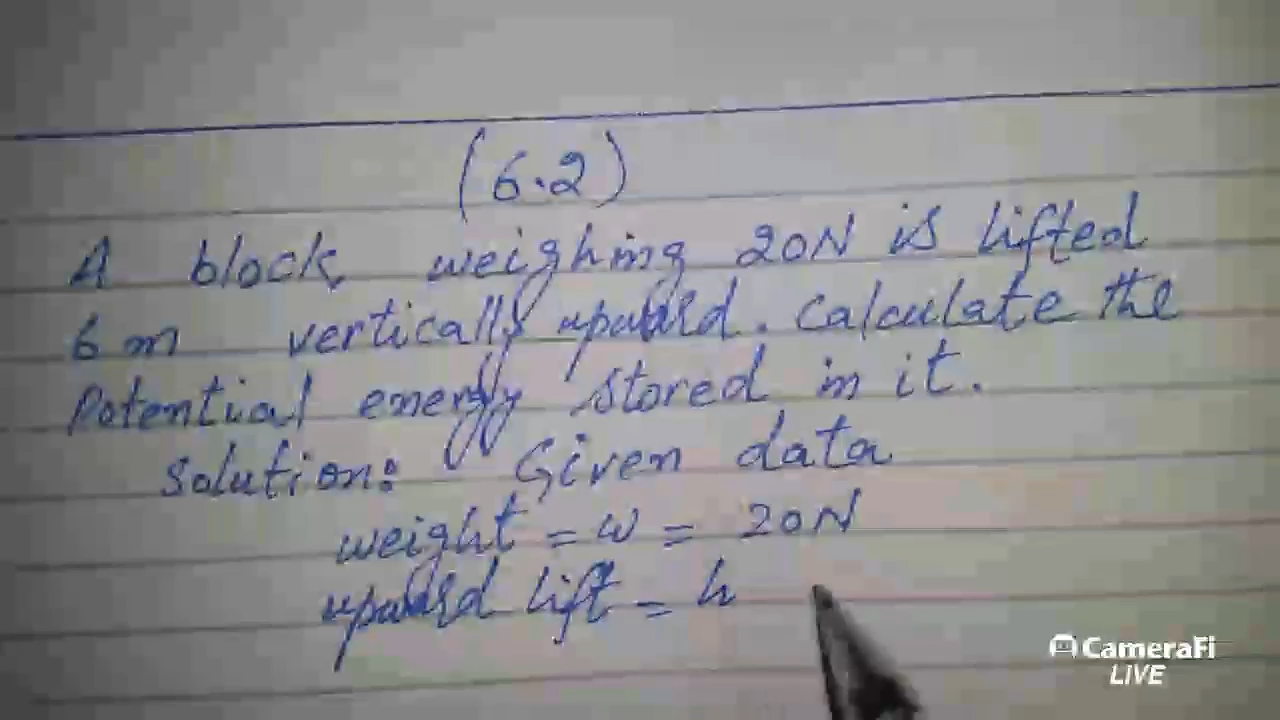 (6.2)
A block weighing 20N is lifted
6m vertically upward. Calculate the
Potential energy stored in it.
Solution: Given data
weight = w = 20N
upward lift = h
CameraFi
LIVE